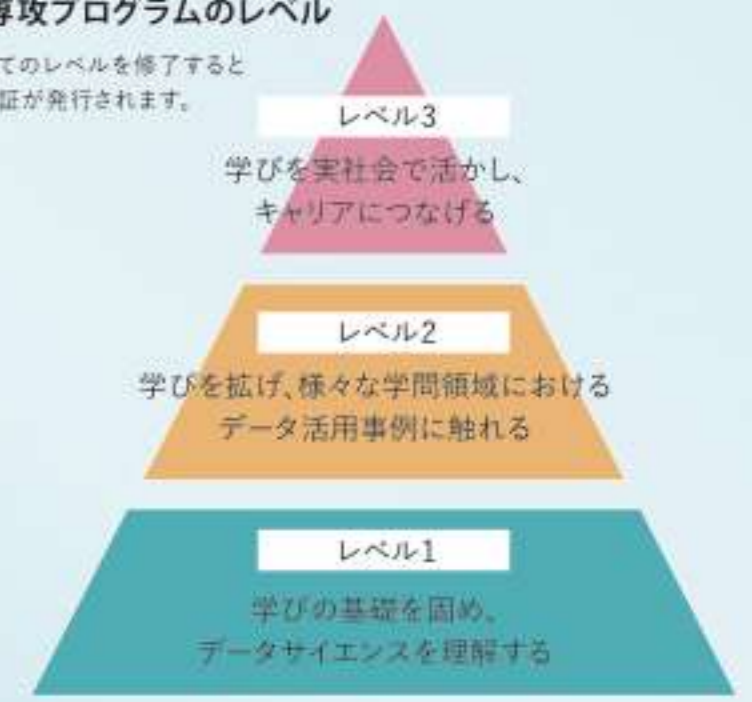 専攻プログラムのレベル
てのレベルを修了すると
証が発行されます。
レベル3
学びを実社会で活かし、
キャリアにつなげる
レベル2
学びを拡げ、様々な学問領域における
データ活用事例に触れる
レベル1
学びの基礎を固め、
データサイエンスを理解する